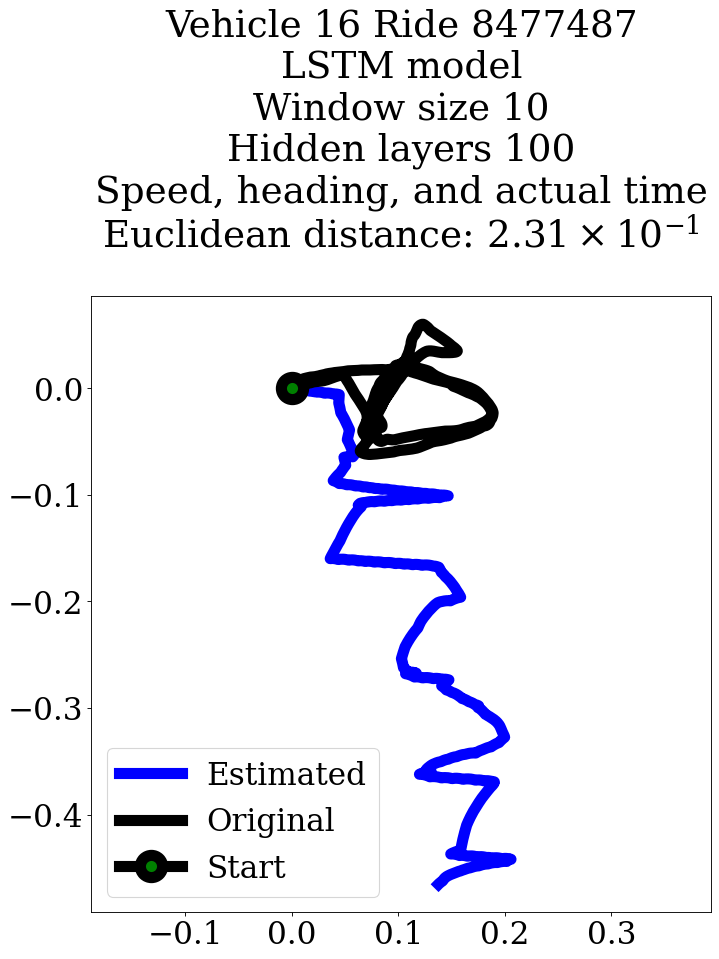 Vehicle 16 Ride 8477487
LSTM model
Window size 10
Hidden layers 100
Speed, heading, and actual time
Euclidean distance: 2.31 × 10⁻¹
0.0
−0.1
−0.2
−0.3
−0.4
Estimated
Original
Start
−0.1 0.0 0.1 0.2 0.3